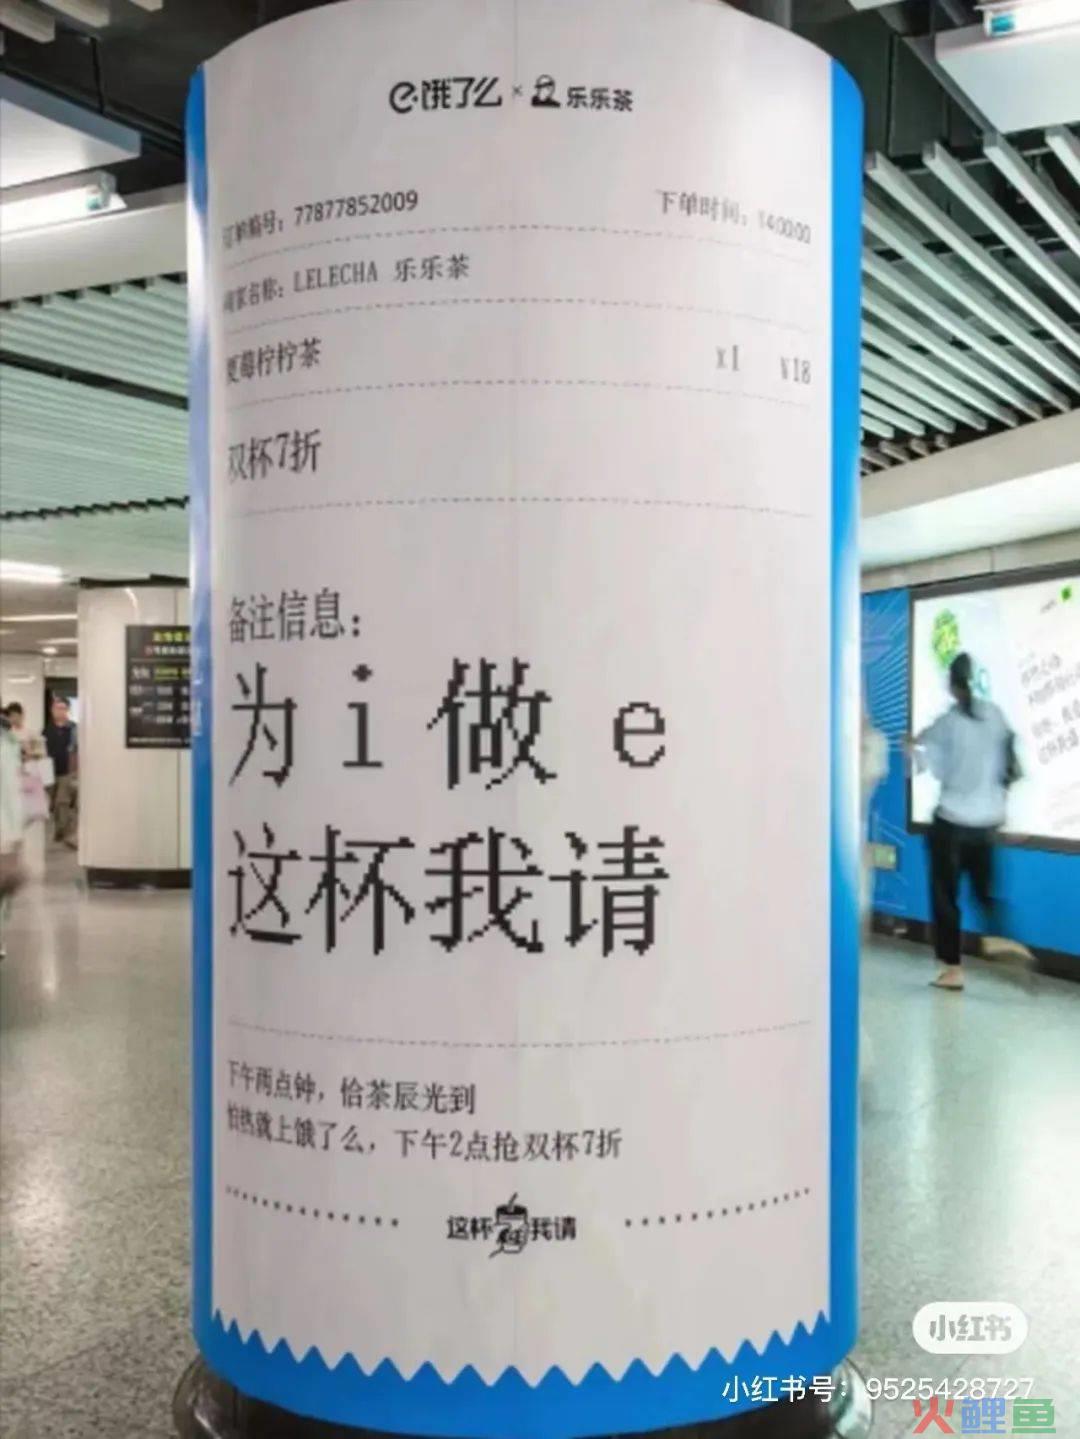 饿了么 × 乐乐茶
订单编号：77877852009 下单时间：14:00:00
商家名称：LELECHA 乐乐茶
夏莓柠柠茶 x1 ¥18
双杯7折
备注信息：
为 i 做 e
这杯我请
下午两点钟，恰茶辰光到
怕热就上饿了么，下午2点抢双杯7折
这杯我请
小红书
小红书号：9525428727
火鲤鱼